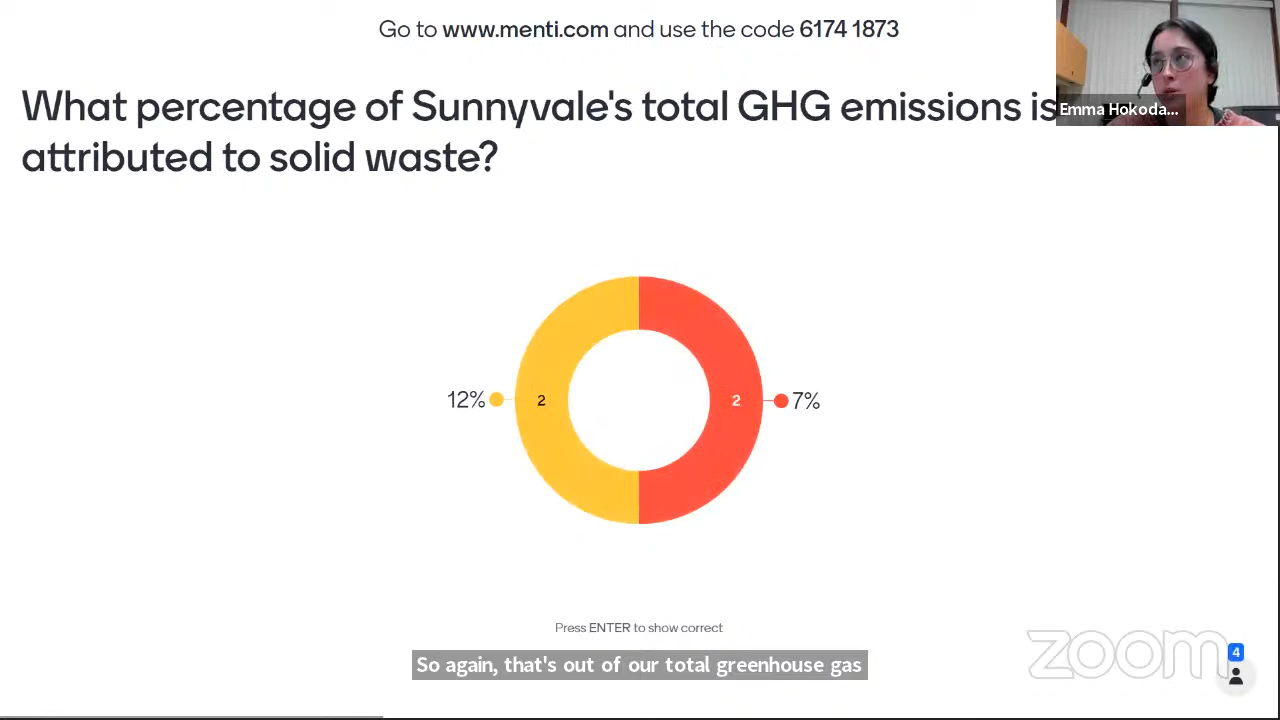 Go to www.menti.com and use the code 6174 1873
What percentage of Sunnyvale's total GHG emissions is
attributed to solid waste?
Emma Hokoda...
12%
2
2
7%
Press ENTER to show correct
So again, that's out of our total greenhouse gas
zoom
4